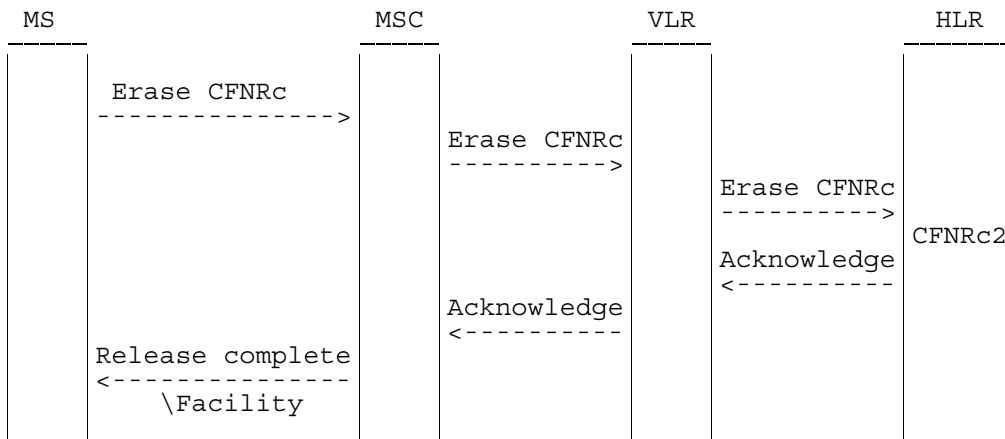 MS MSC VLR HLR
Erase CFNRc
--------------->
Erase CFNRc
---------->
Erase CFNRc
---------->
CFNRc2
Acknowledge
<----------
Acknowledge
<----------
Release complete
<---------------
\Facility